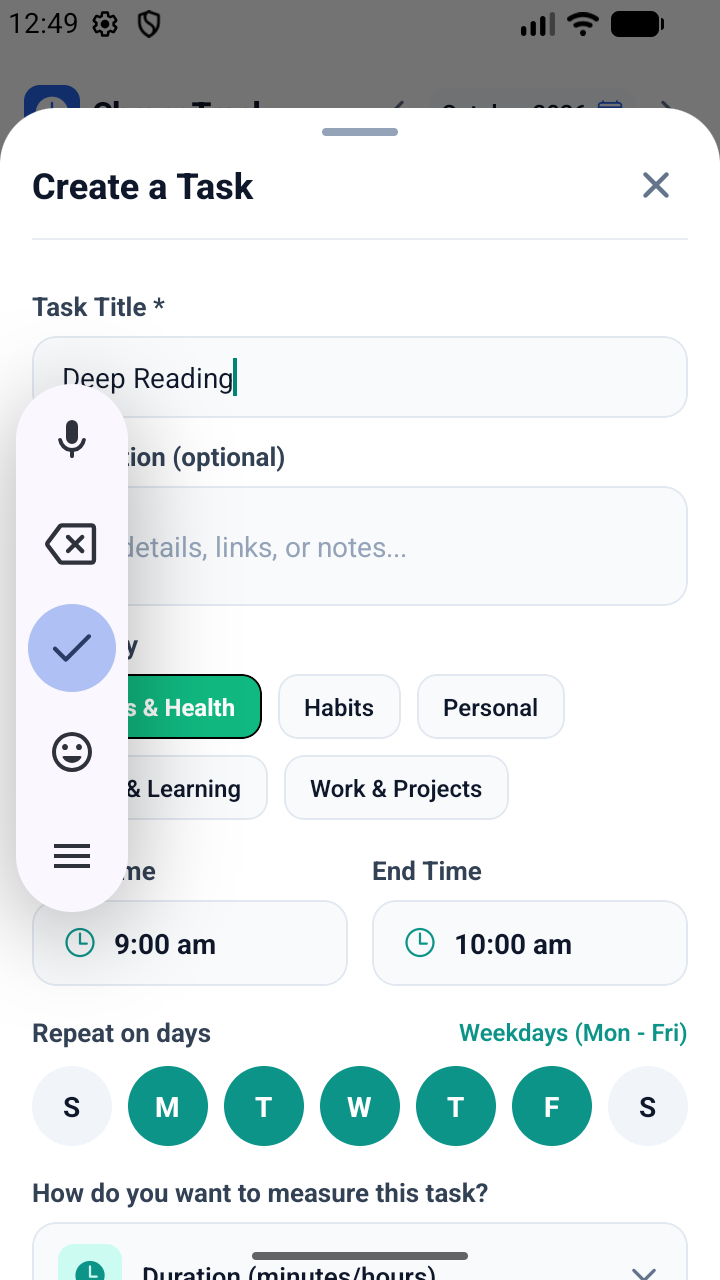 12:49
Create a Task
Task Title *
Deep Reading
(optional)
details, links, or notes...
& Health
Habits
Personal
& Learning
Work & Projects
End Time
9:00 am
10:00 am
Repeat on days
Weekdays (Mon - Fri)
S M T W T F S
How do you want to measure this task?
Duration (minutes/hours)